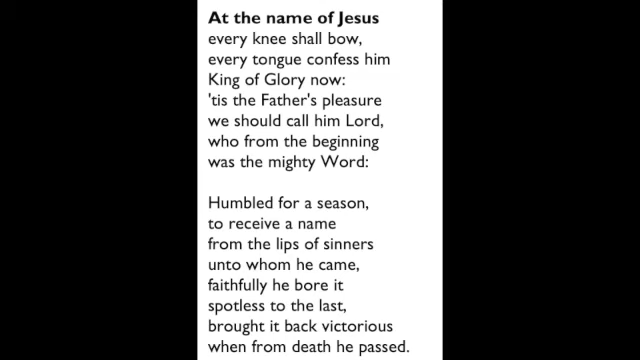 At the name of Jesus
every knee shall bow,
every tongue confess him
King of Glory now:
'tis the Father's pleasure
we should call him Lord,
who from the beginning
was the mighty Word:

Humbled for a season,
to receive a name
from the lips of sinners
unto whom he came,
faithfully he bore it
spotless to the last,
brought it back victorious
when from death he passed.